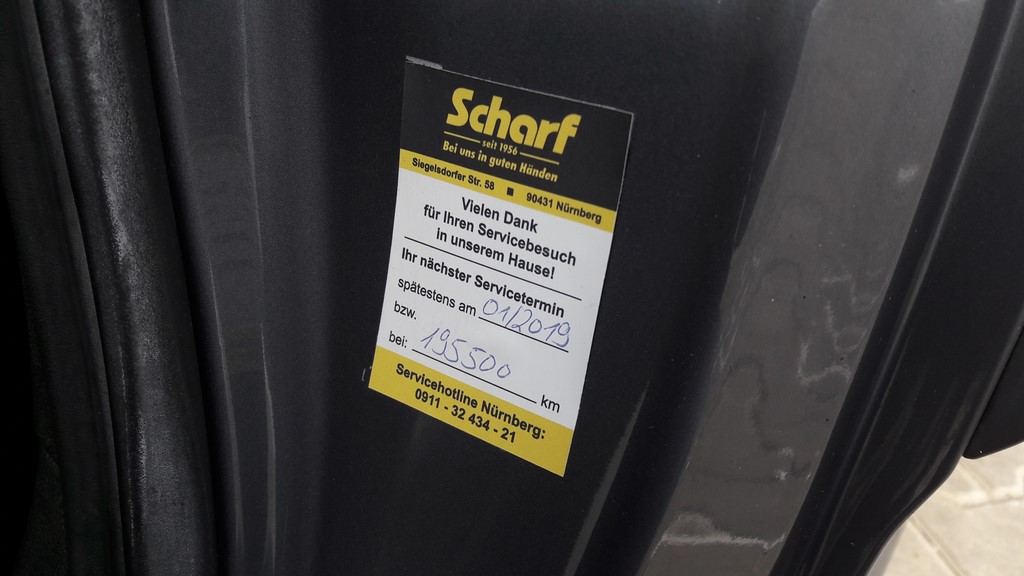 Scharf
seit 1956
Bei uns in guten Händen
Siegelsdorfer Str. 58 ■ 90431 Nürnberg
Vielen Dank
für Ihren Servicebesuch
in unserem Hause!
Ihr nächster Servicetermin
spätestens am 01/2019
bzw.
bei: 195500 km
Servicehotline Nürnberg:
0911 - 32 434 - 21